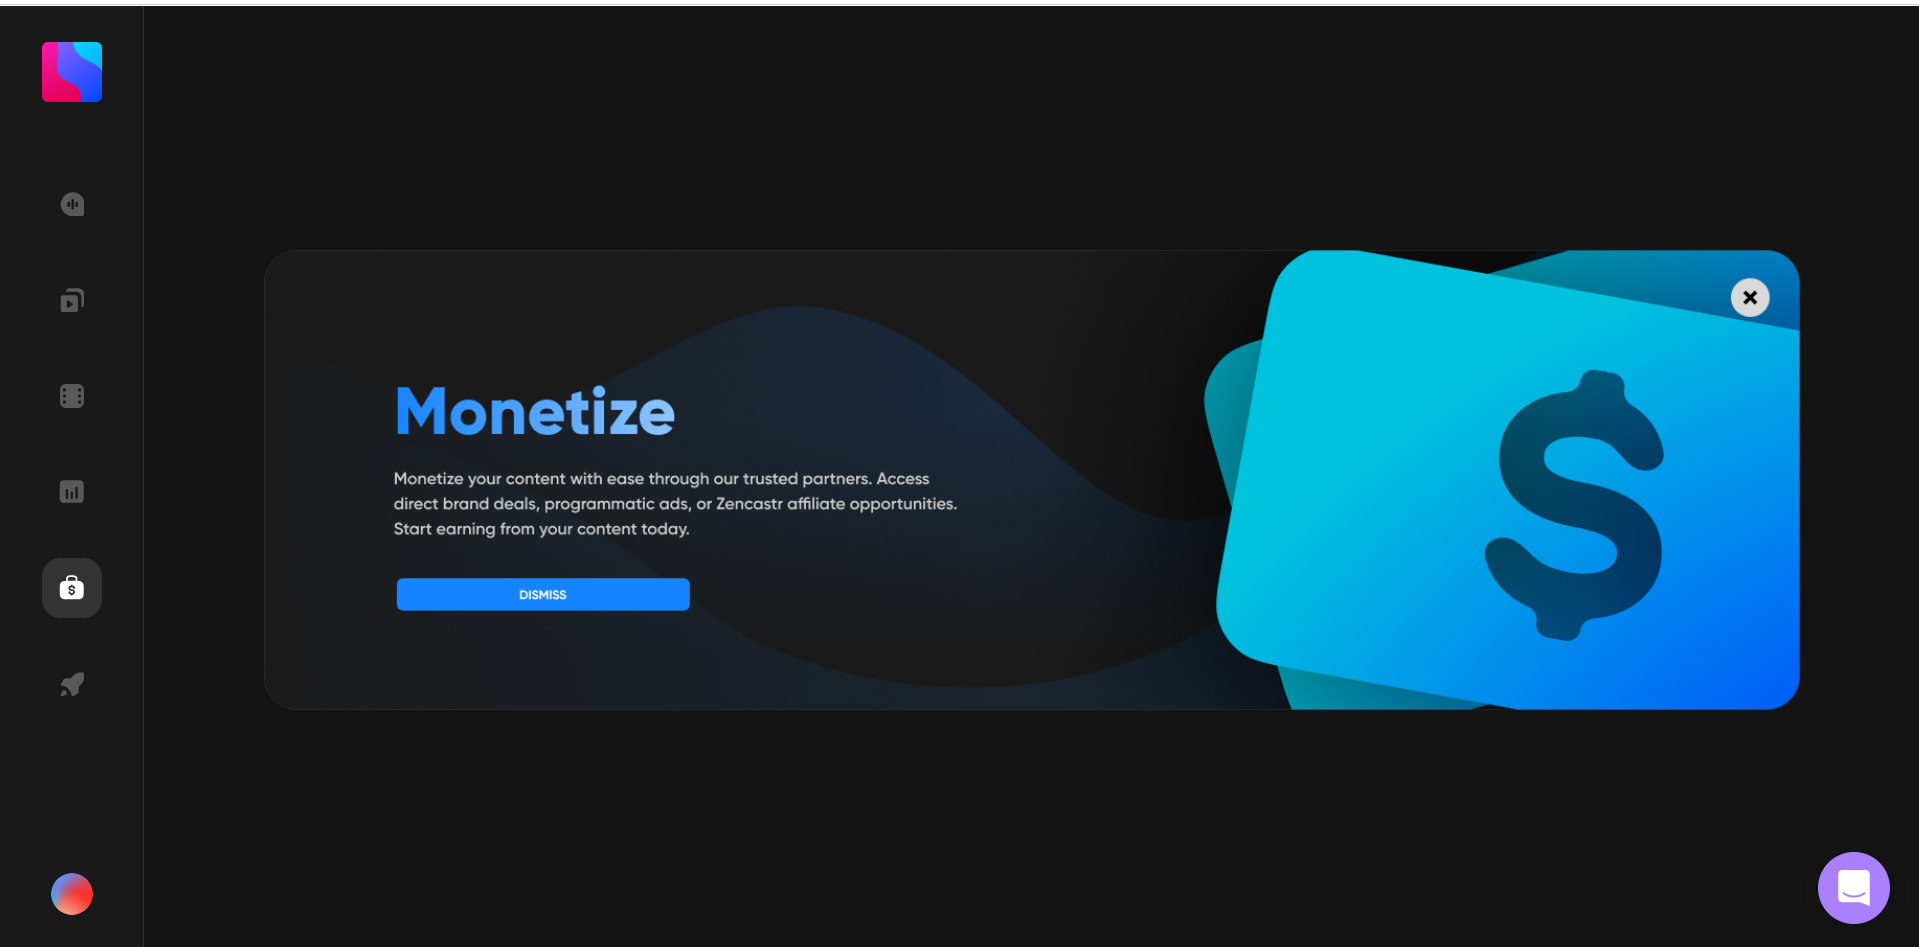 Monetize
Monetize your content with ease through our trusted partners. Access
direct brand deals, programmatic ads, or Zencastr affiliate opportunities.
Start earning from your content today.
DISMISS